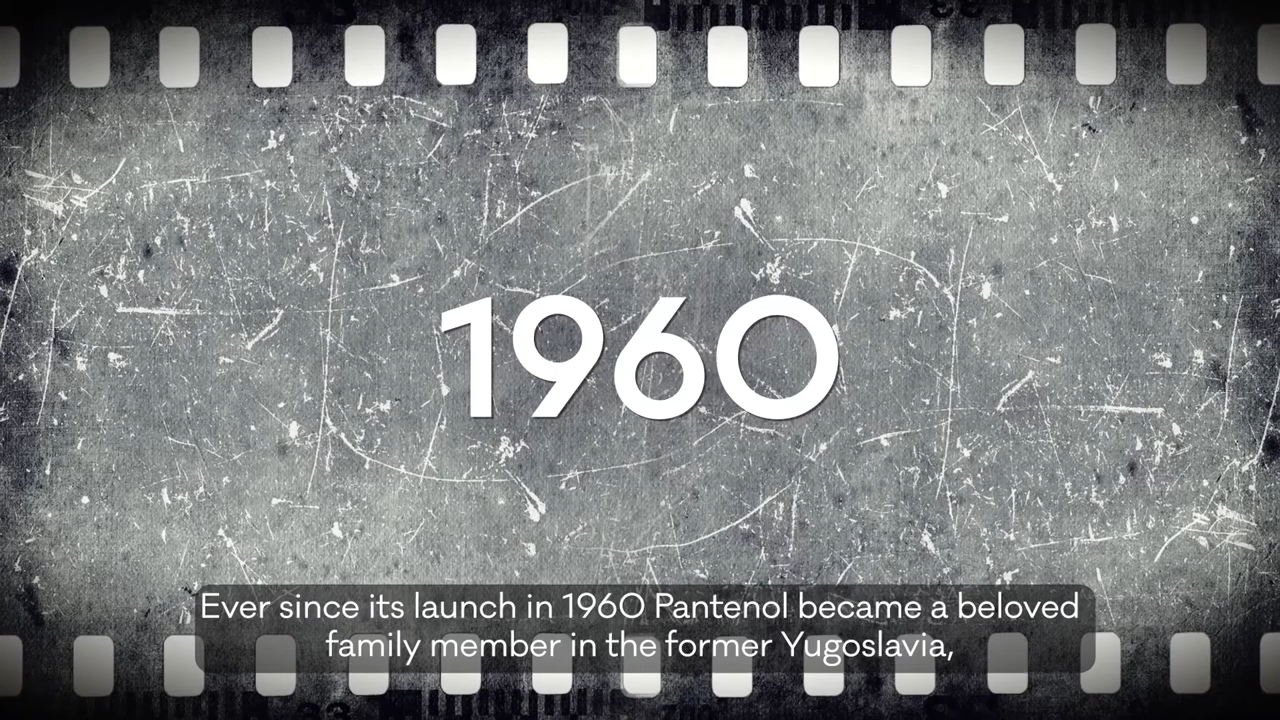 1960
Ever since its launch in 1960 Pantenol became a beloved
family member in the former Yugoslavia,